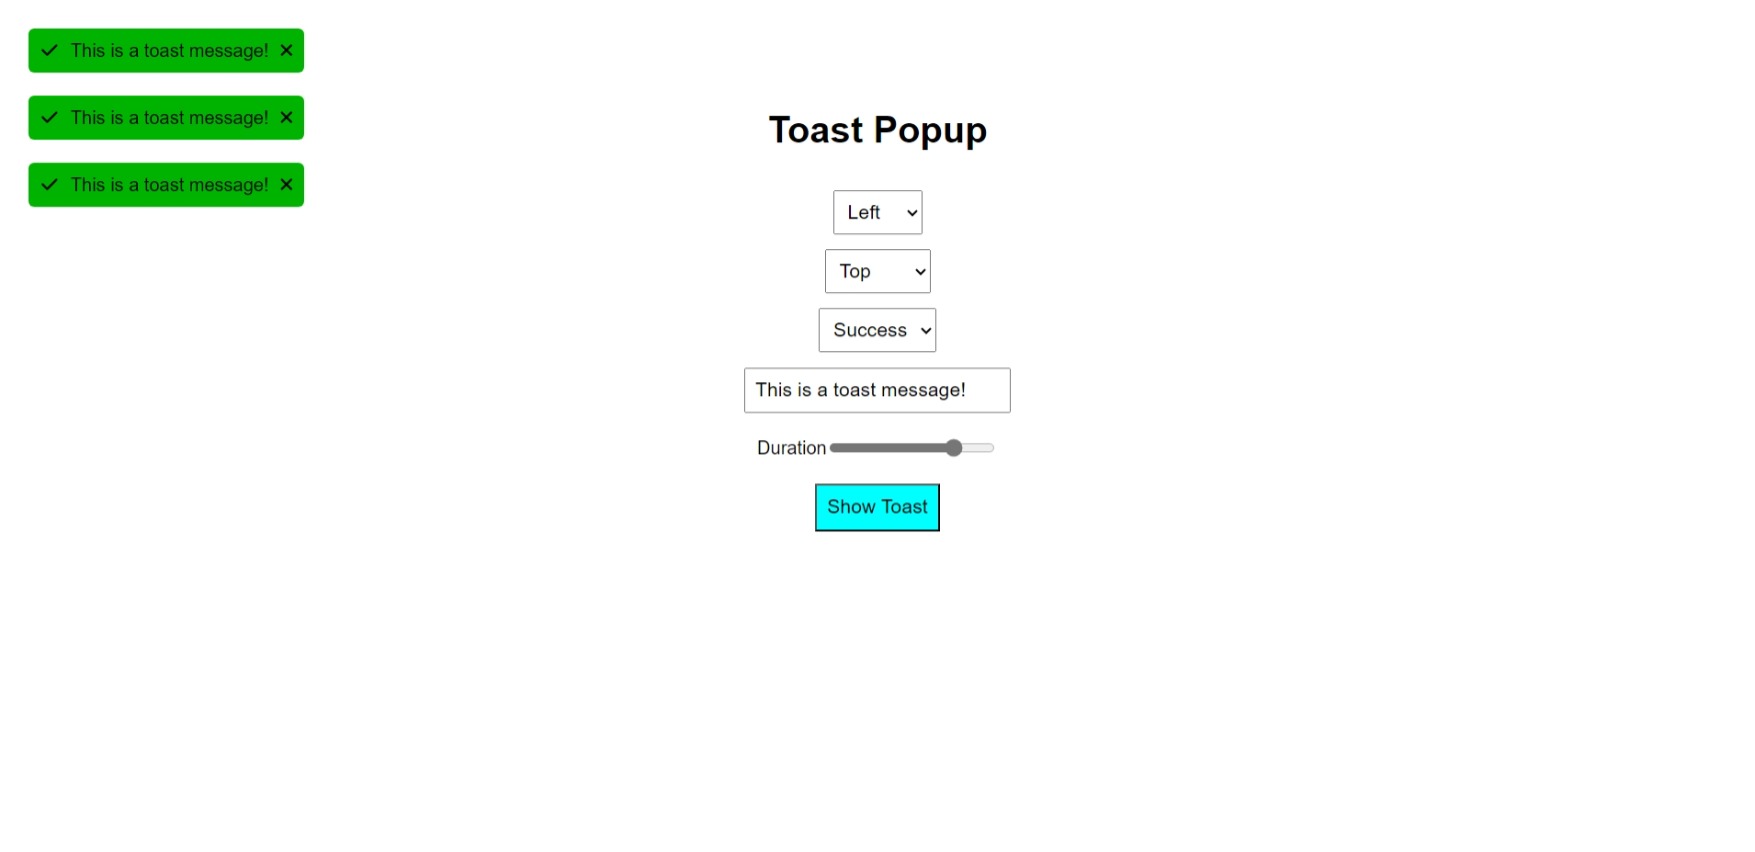 This is a toast message!
This is a toast message!
This is a toast message!
Toast Popup
Left
Top
Success
This is a toast message!
Duration
Show Toast